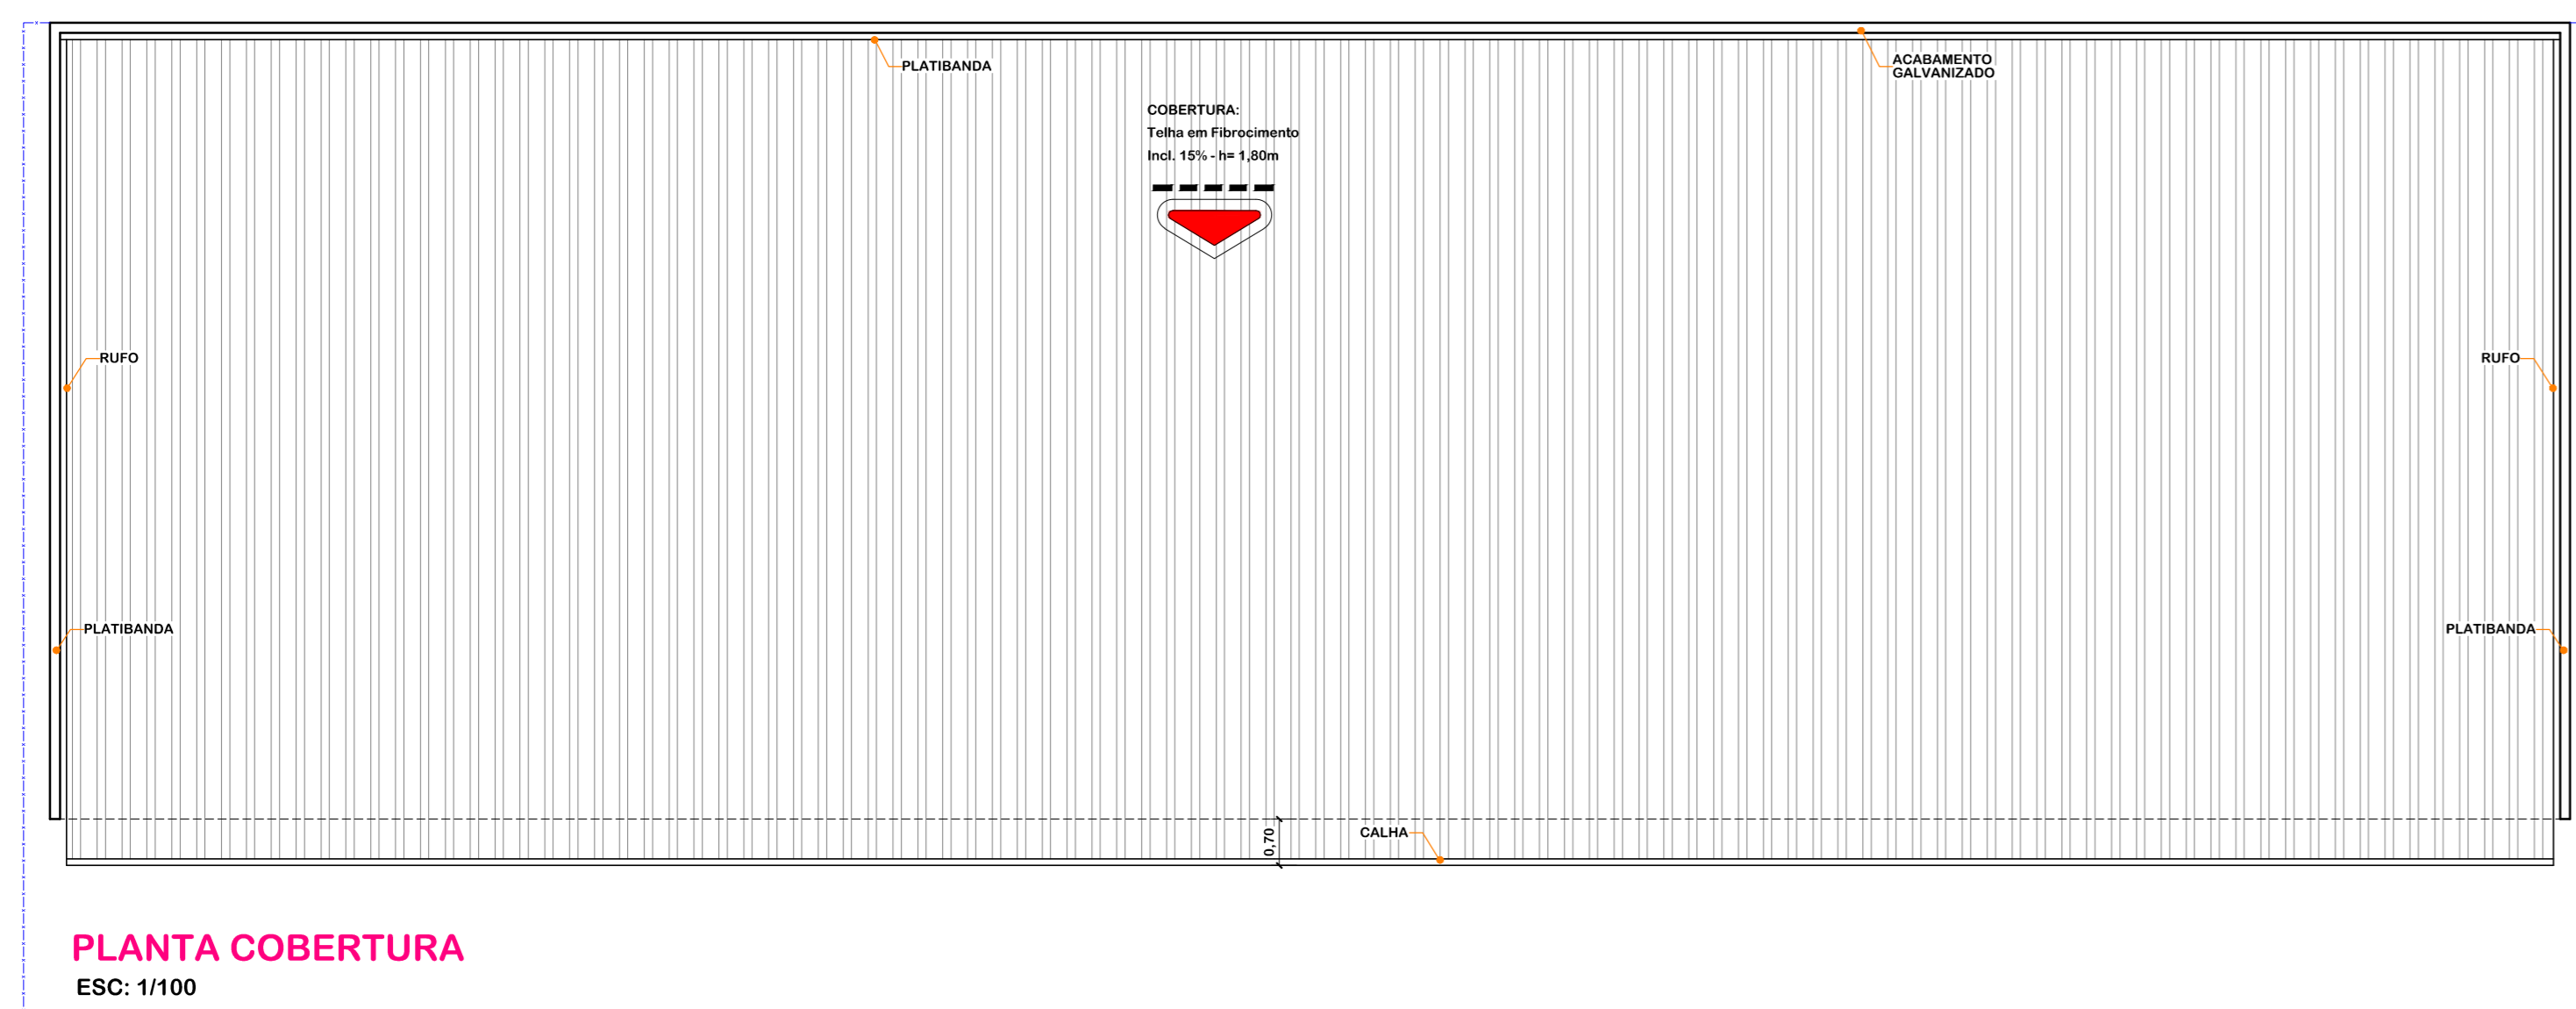 PLATIBANDA
ACABAMENTO
GALVANIZADO
COBERTURA:
Telha em Fibrocimento
Incl. 15% - h= 1,80m
RUFO
RUFO
PLATIBANDA
PLATIBANDA
0,70
CALHA
PLANTA COBERTURA
ESC: 1/100